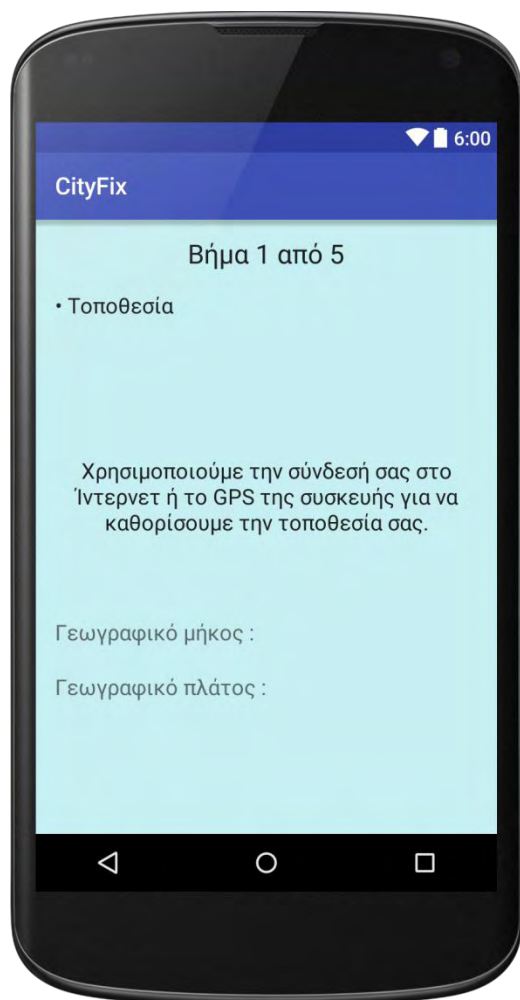 6:00
CityFix
Βήμα 1 από 5
• Τοποθεσία
Χρησιμοποιούμε την σύνδεσή σας στο
Ίντερνετ ή το GPS της συσκευής για να
καθορίσουμε την τοποθεσία σας.
Γεωγραφικό μήκος :
Γεωγραφικό πλάτος :